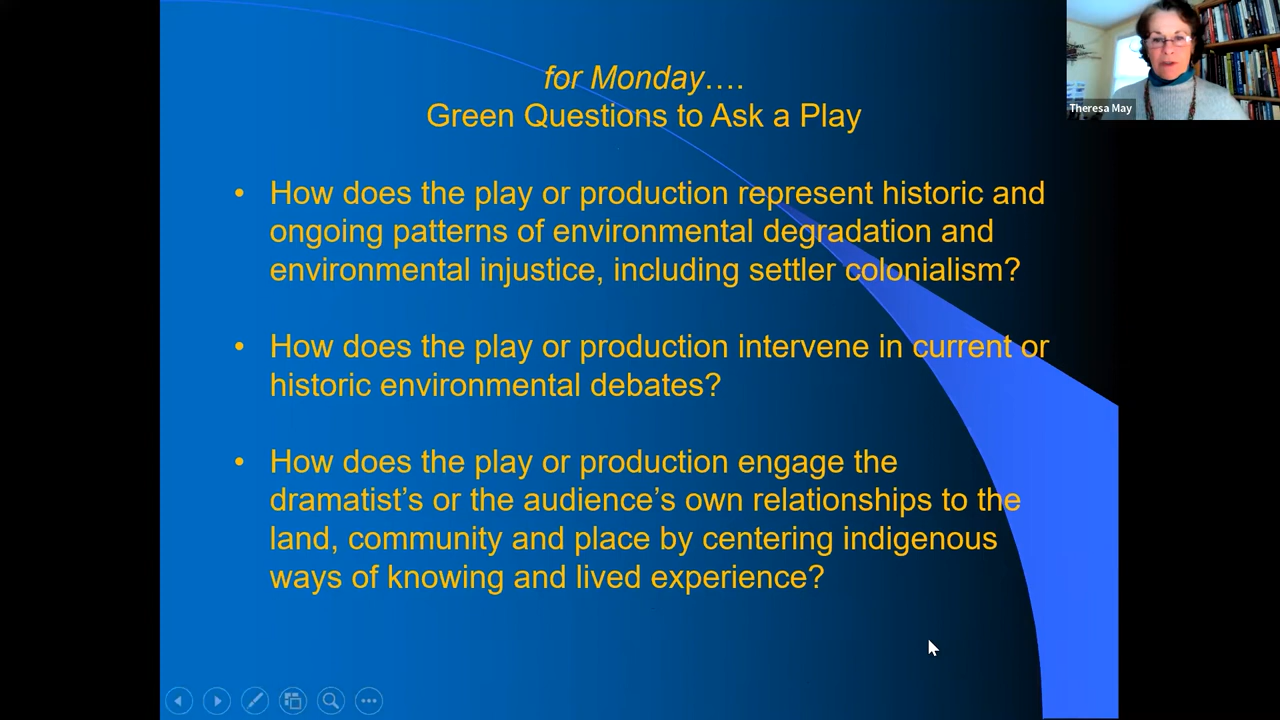 for Monday….
Green Questions to Ask a Play
• How does the play or production represent historic and
ongoing patterns of environmental degradation and
environmental injustice, including settler colonialism?
• How does the play or production intervene in current or
historic environmental debates?
• How does the play or production engage the
dramatist’s or the audience’s own relationships to the
land, community and place by centering indigenous
ways of knowing and lived experience?
Theresa May